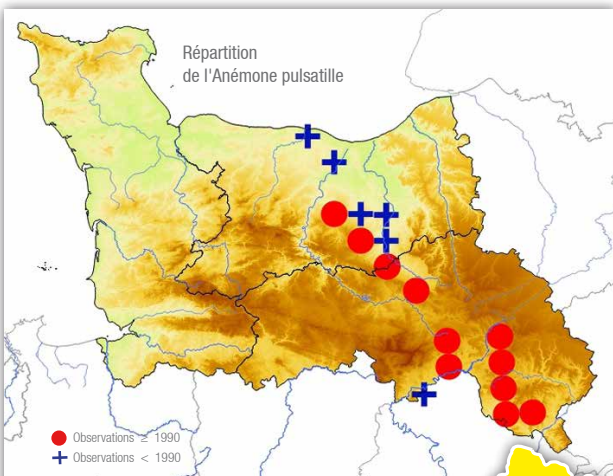 Répartition
de l'Anémone pulsatille
Observations ≥ 1990
Observations < 1990